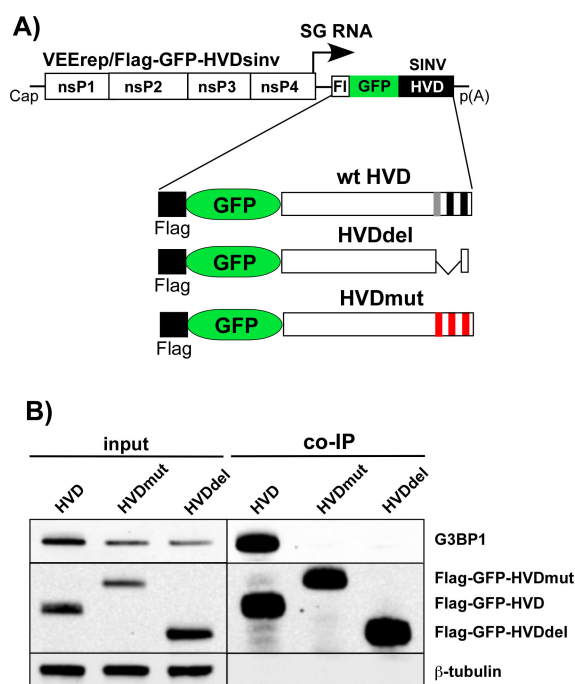 A)
SG RNA
VEErep/Flag-GFP-HVDsinv
SINV
Cap nsP1 nsP2 nsP3 nsP4 Fl GFP HVD p(A)
wt HVD
GFP
Flag
HVDdel
GFP
Flag
HVDmut
GFP
Flag
B)
input co-IP
HVD HVDmut HVDdel HVD HVDmut HVDdel
G3BP1
Flag-GFP-HVDmut
Flag-GFP-HVD
Flag-GFP-HVDdel
β-tubulin